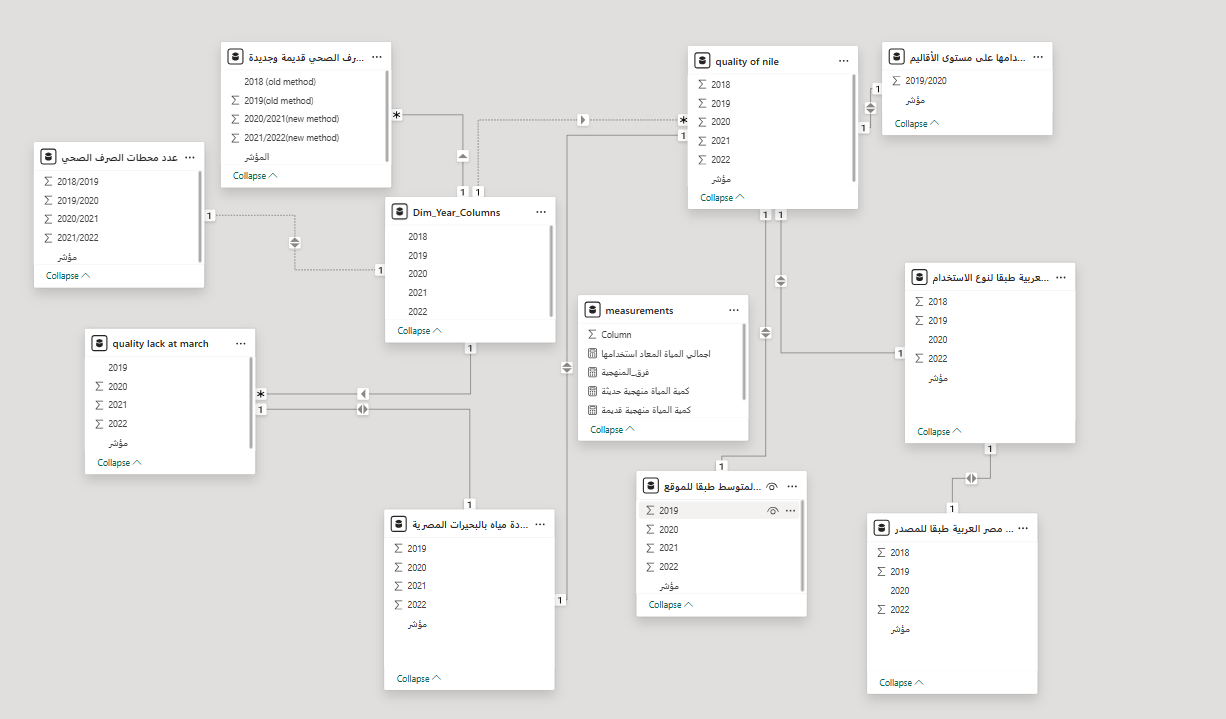 ...رف الصحي قديمة وجديدة
2018 (old method)
2019(old method)
2020/2021(new method)
2021/2022(new method)
المؤشر
Collapse
quality of nile
2018
2019
2020
2021
2022
مؤشر
Collapse
...دامها على مستوى الأقاليم
2019/2020
مؤشر
Collapse
عدد محطات الصرف الصحي
2018/2019
2019/2020
2020/2021
2021/2022
مؤشر
Collapse
Dim_Year_Columns
2018
2019
2020
2021
2022
Collapse
...عربية طبقا لنوع الاستخدام
2018
2019
2020
2022
مؤشر
Collapse
measurements
Column
اجمالي المياة المعاد استخدامها
فرق_المنهجية
كمية المياة منهجية حديثة
كمية المياة منهجية قديمة
Collapse
quality lack at march
2019
2020
2021
2022
مؤشر
Collapse
...لمتوسط طبقا للموقع
2019
2020
2021
2022
مؤشر
Collapse
...دة مياه بالبحيرات المصرية
2019
2020
2021
2022
مؤشر
Collapse
... مصر العربية طبقا للمصدر
2018
2019
2020
2022
مؤشر
Collapse